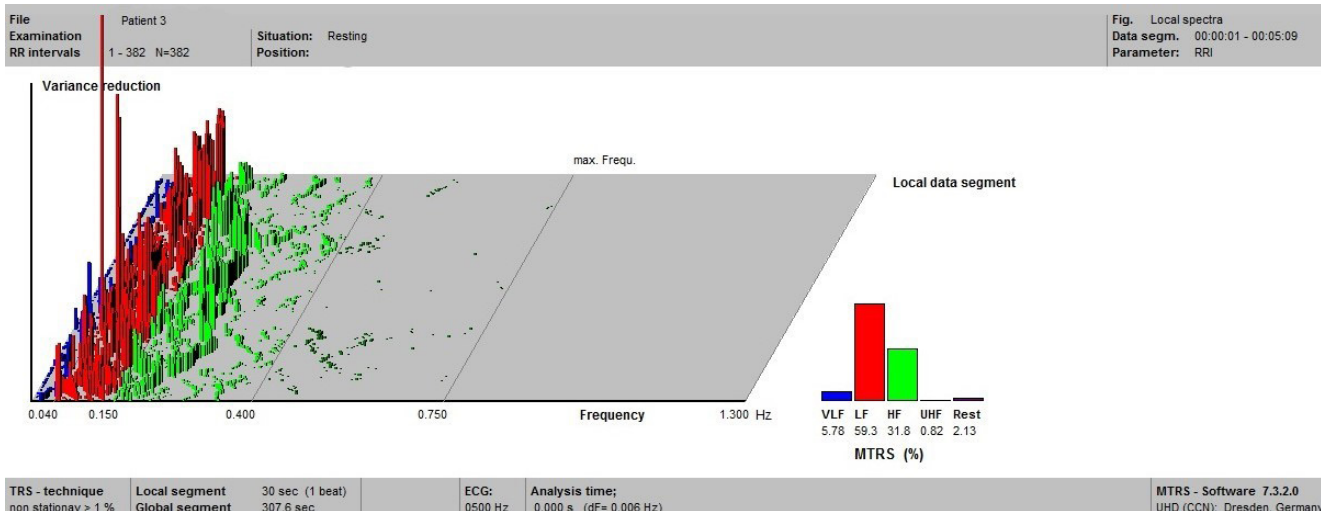 File Patient 3 Fig. Local spectra
Examination Situation: Resting Data segm. 00:00:01 - 00:05:09
RR intervals 1 - 382 N=382 Position: Parameter: RRI
Variance reduction
max. Frequ.
Local data segment
0.040 0.150 0.400 0.750 Frequency 1.300 Hz
VLF LF HF UHF Rest
5.78 59.3 31.8 0.82 2.13
MTRS (%)
TRS - technique Local segment 30 sec (1 beat) ECG: Analysis time; MTRS - Software 7.3.2.0
non stationay > 1 % Global segment 307.6 sec 0500 Hz 0.000 s (dF= 0.006 Hz) UHD (CCN); Dresden, Germany